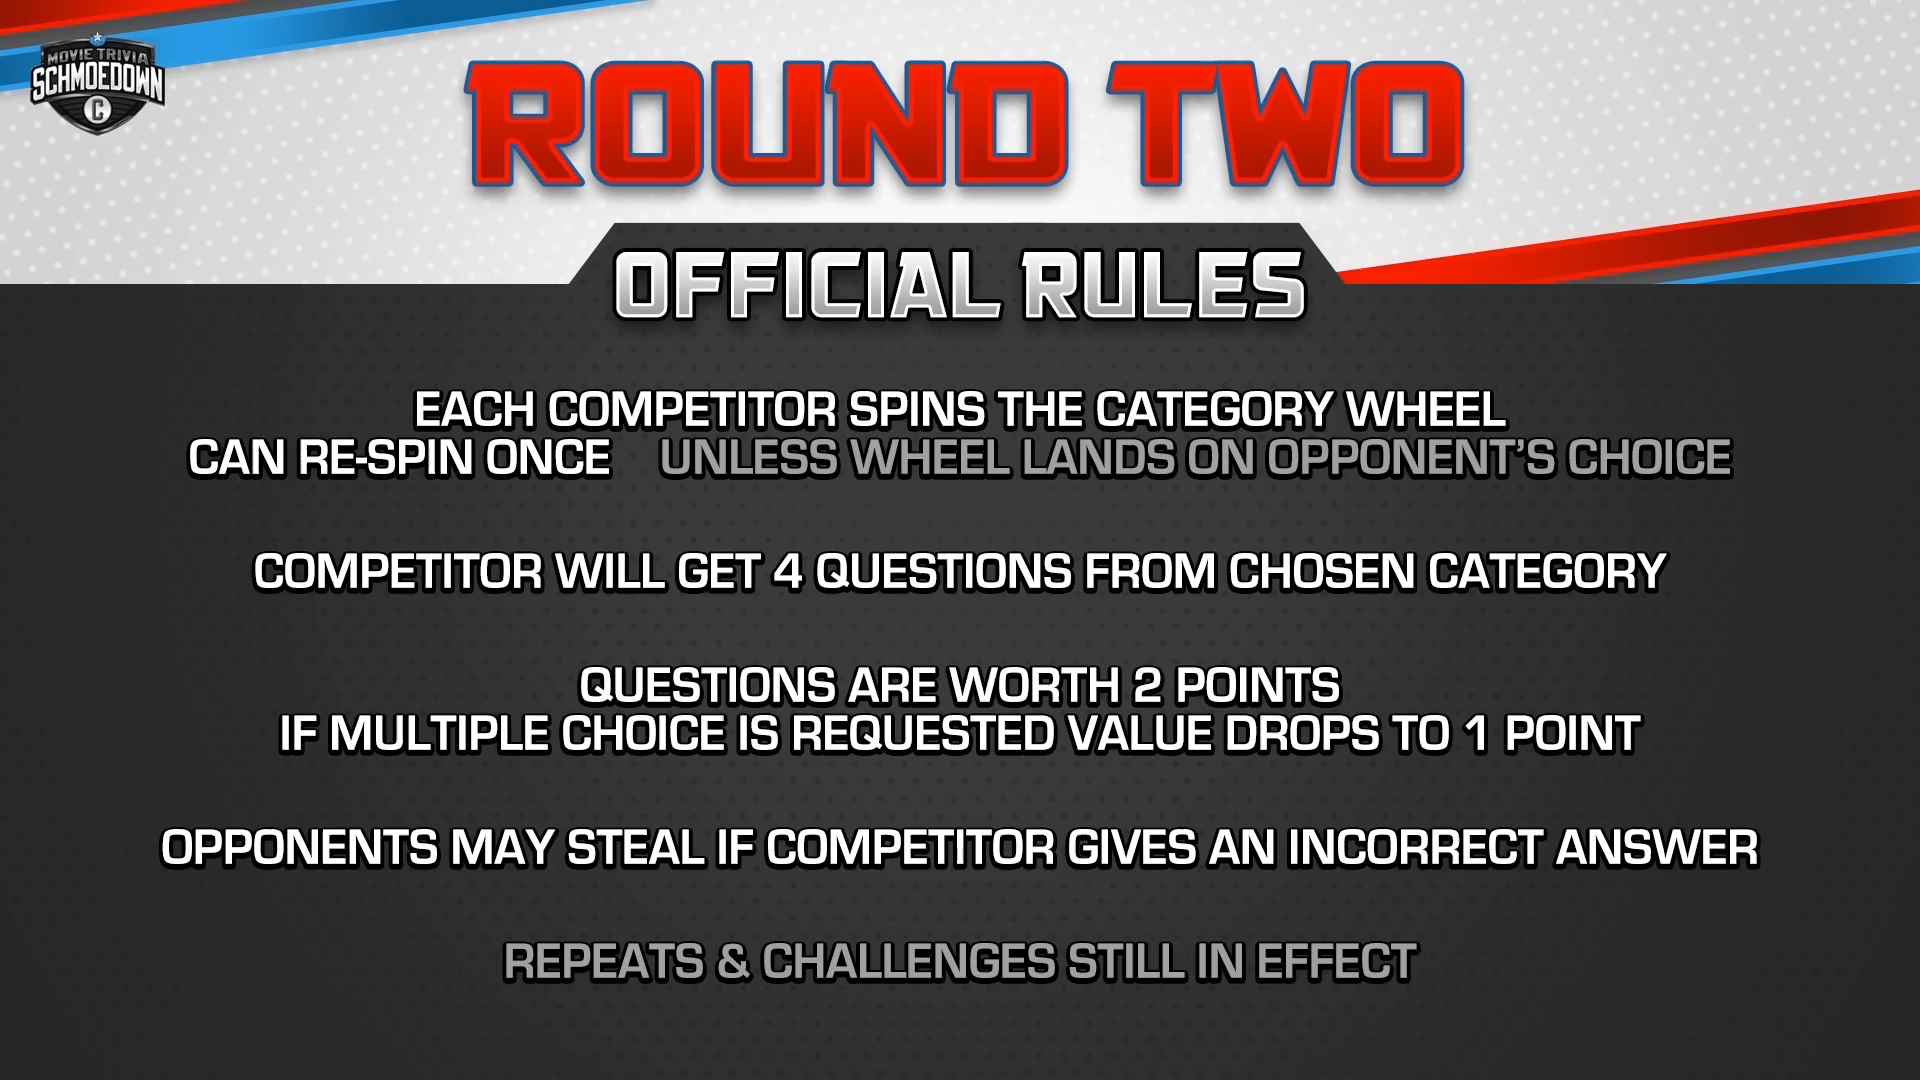 MOVIE TRIVIA
SCHMOEDOWN
C
ROUND TWO
OFFICIAL RULES
EACH COMPETITOR SPINS THE CATEGORY WHEEL
CAN RE-SPIN ONCE UNLESS WHEEL LANDS ON OPPONENT'S CHOICE
COMPETITOR WILL GET 4 QUESTIONS FROM CHOSEN CATEGORY
QUESTIONS ARE WORTH 2 POINTS
IF MULTIPLE CHOICE IS REQUESTED VALUE DROPS TO 1 POINT
OPPONENTS MAY STEAL IF COMPETITOR GIVES AN INCORRECT ANSWER
REPEATS & CHALLENGES STILL IN EFFECT